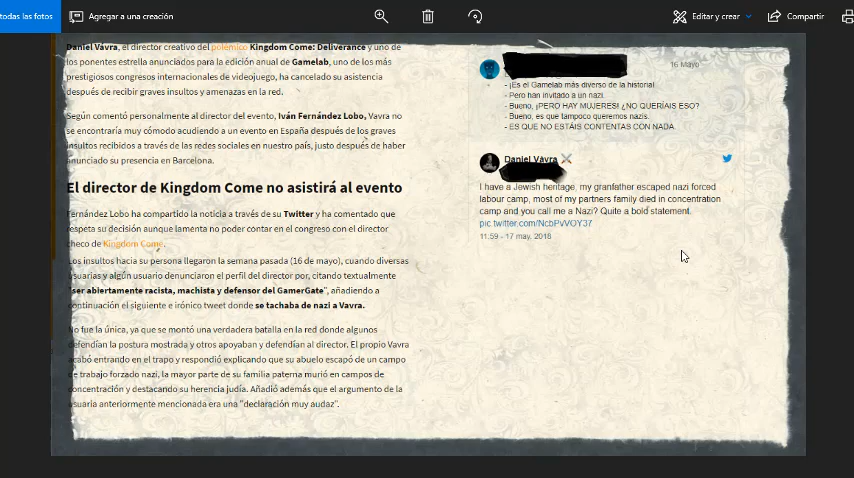 todas las fotos
Agregar a una creación
Editar y crear
Compartir
Daniel Vávra, el director creativo del polémico Kingdom Come: Deliverance y uno de
los ponentes estrella anunciados para la edición anual de Gamelab, uno de los más
prestigiosos congresos internacionales de videojuego, ha cancelado su asistencia
después de recibir graves insultos y amenazas en la red.
Según comentó personalmente al director del evento, Iván Fernández Lobo, Vavra no
se encontraría muy cómodo acudiendo a un evento en España después de los graves
insultos recibidos a través de las redes sociales en nuestro país, justo después de haber
anunciado su presencia en Barcelona.
El director de Kingdom Come no asistirá al evento
Fernández Lobo ha compartido la noticia a través de su Twitter y ha comentado que
respeta su decisión aunque lamenta no poder contar en el congreso con el director
checo de Kingdom Come.
Los insultos hacia su persona llegaron la semana pasada (16 de mayo), cuando diversas
usuarias y algún usuario denunciaron el perfil del director por, citando textualmente
"ser abiertamente racista, machista y defensor del GamerGate", añadiendo a
continuación el siguiente e irónico tweet donde se tachaba de nazi a Vavra.
No fue la única, ya que se montó una verdadera batalla en la red donde algunos
defendían la postura mostrada y otros apoyaban y defendían al director. El propio Vavra
acabó entrando en el trapo y respondió explicando que su abuelo escapó de un campo
de trabajo forzado nazi, la mayor parte de su familia paterna murió en campos de
concentración y destacando su herencia judía. Añadió además que el argumento de la
usuaria anteriormente mencionada era una "declaración muy audaz".
16 Mayo
- ¡Es el Gamelab más diverso de la historia!
- Pero han invitado a un nazi.
- Bueno, ¡PERO HAY MUJERES! ¿NO QUERÍAIS ESO?
- Bueno, es que tampoco queremos nazis.
- ES QUE NO ESTÁIS CONTENTAS CON NADA.
Daniel Vávra
I have a Jewish heritage, my granfather escaped nazi forced
labour camp, most of my partners family died in concentration
camp and you call me a Nazi? Quite a bold statement.
pic.twitter.com/NcbPvVOY37
11:59 - 17 may. 2018